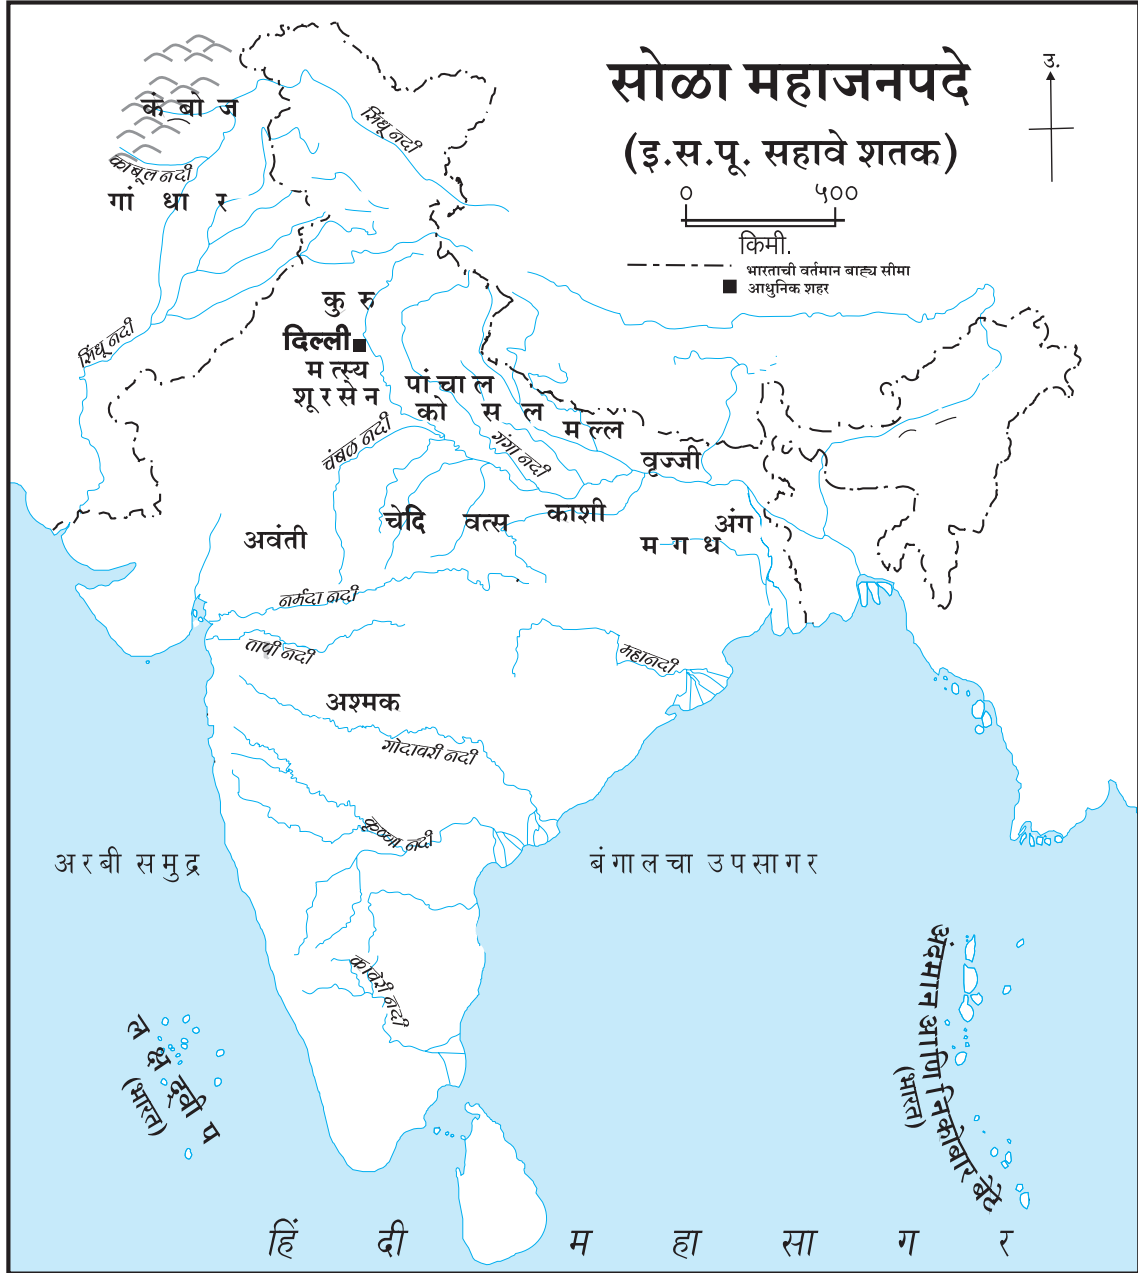 सोळा महाजनपदे
(इ.स.पू. सहावे शतक)
उ.
० ५००
किमी.
भारताची वर्तमान बाह्य सीमा
आधुनिक शहर
कंबोज
काबूल नदी
गांधार
सिंधू नदी
सिंधू नदी
कुरु
दिल्ली
मत्स्य
शूरसेन
पांचाल
कोसल
मल्ल
वृज्जी
चंबळ नदी
गंगा नदी
अवंती
चेदि
वत्स
काशी
अंग
मगध
नर्मदा नदी
तापी नदी
महानदी
अश्मक
गोदावरी नदी
कृष्णा नदी
अरबी समुद्र
बंगालचा उपसागर
कावेरी नदी
लक्षद्वीप
(भारत)
अंदमान आणि निकोबार बेटे
(भारत)
हिंदी महासागर